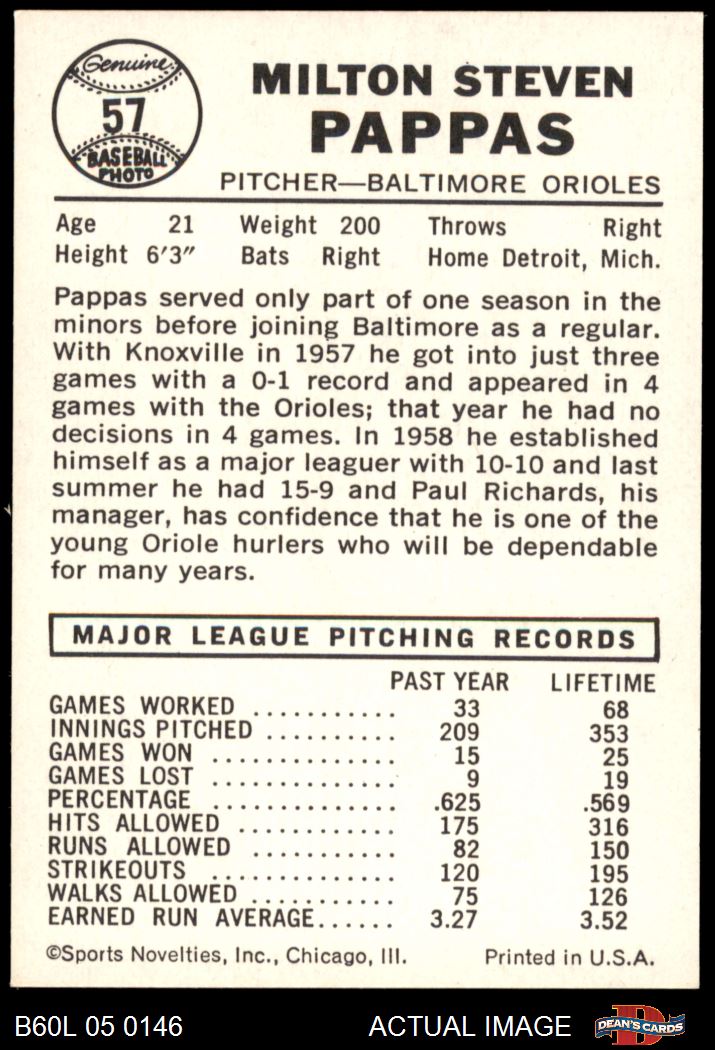 Genuine
57
BASEBALL
PHOTO
MILTON STEVEN
PAPPAS
PITCHER—BALTIMORE ORIOLES
Age 21 Weight 200 Throws Right
Height 6'3" Bats Right Home Detroit, Mich.
Pappas served only part of one season in the
minors before joining Baltimore as a regular.
With Knoxville in 1957 he got into just three
games with a 0-1 record and appeared in 4
games with the Orioles; that year he had no
decisions in 4 games. In 1958 he established
himself as a major leaguer with 10-10 and last
summer he had 15-9 and Paul Richards, his
manager, has confidence that he is one of the
young Oriole hurlers who will be dependable
for many years.
MAJOR LEAGUE PITCHING RECORDS
PAST YEAR LIFETIME
GAMES WORKED ........... 33 68
INNINGS PITCHED .......... 209 353
GAMES WON .............. 15 25
GAMES LOST .............. 9 19
PERCENTAGE .............. .625 .569
HITS ALLOWED ............ 175 316
RUNS ALLOWED ........... 82 150
STRIKEOUTS .............. 120 195
WALKS ALLOWED ........... 75 126
EARNED RUN AVERAGE...... 3.27 3.52
©Sports Novelties, Inc., Chicago, Ill. Printed in U.S.A.
B60L 05 0146 ACTUAL IMAGE D DEAN'S CARDS